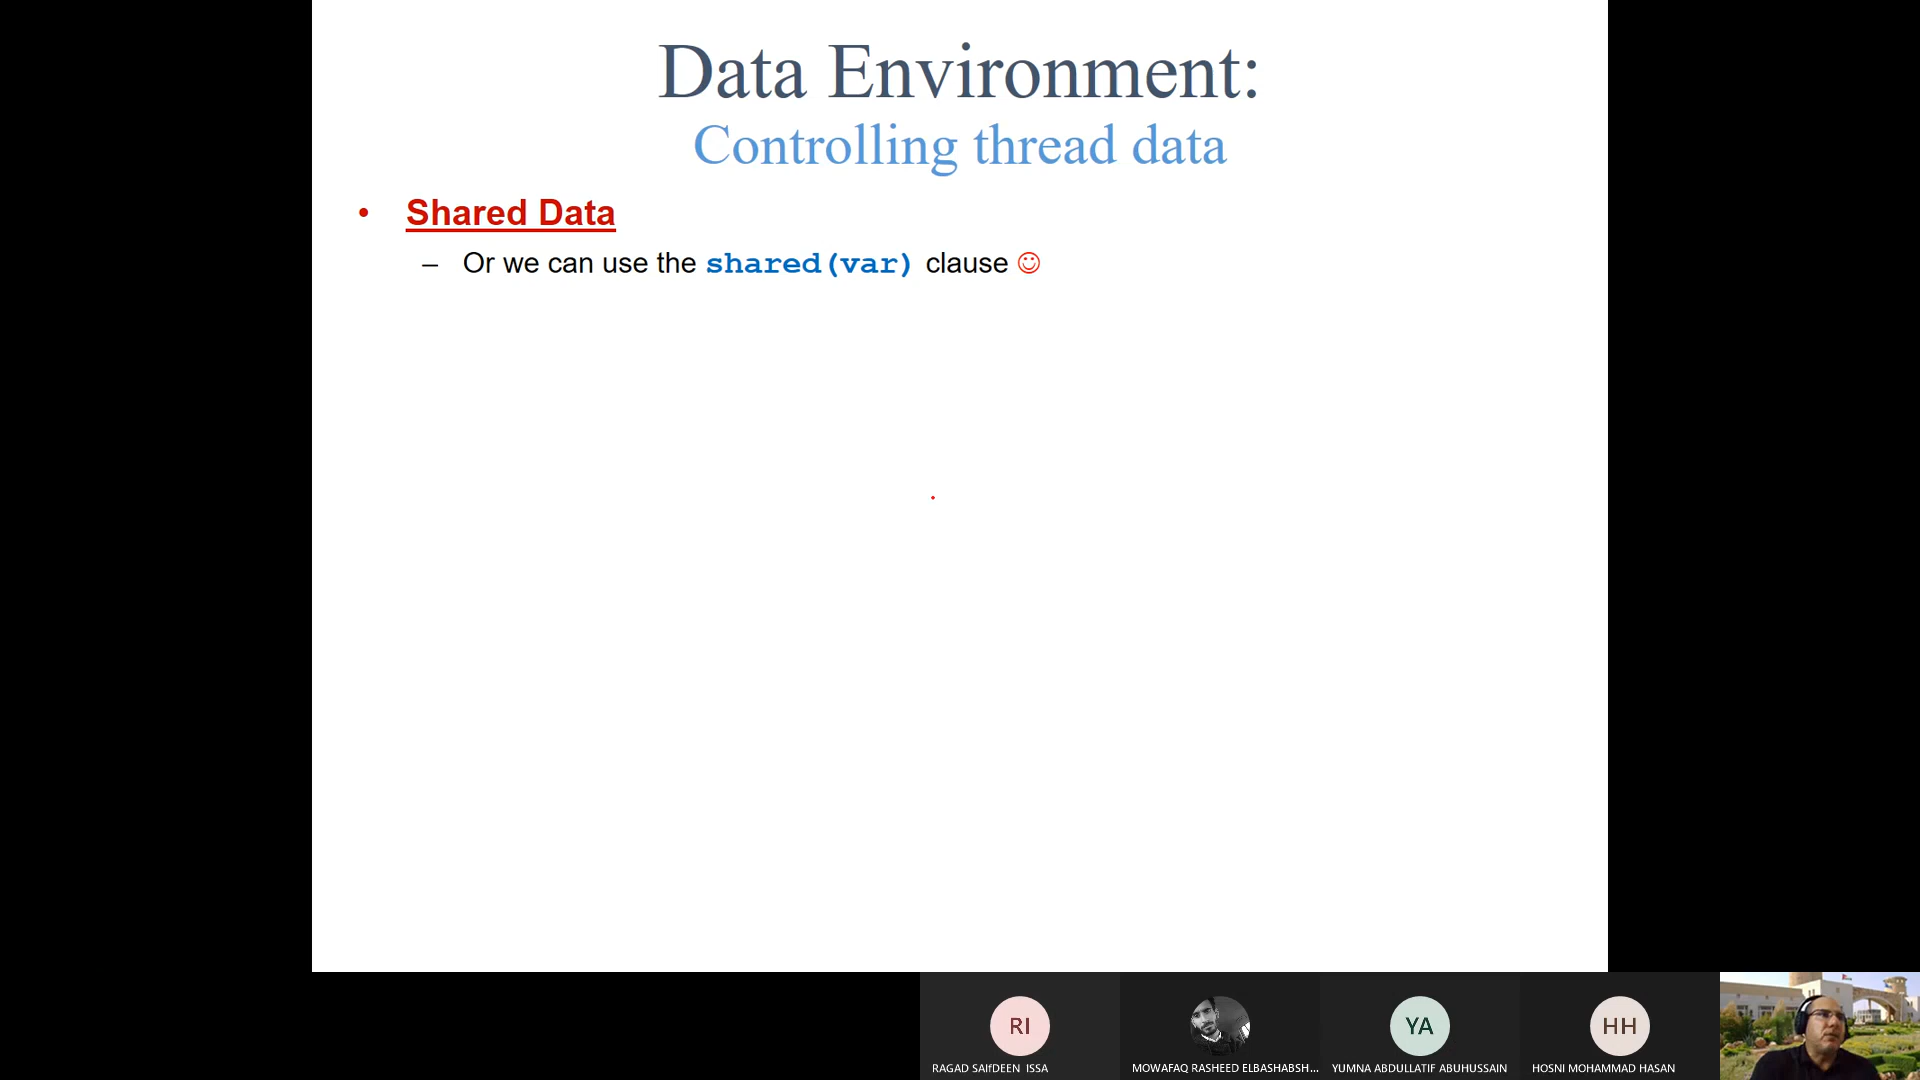 Data Environment:
Controlling thread data
• Shared Data
– Or we can use the shared(var) clause ☺
RI
YA
HH
RAGAD SAIfDEEN ISSA
MOWAFAQ RASHEED ELBASHABSH...
YUMNA ABDULLATIF ABUHUSSAIN
HOSNI MOHAMMAD HASAN